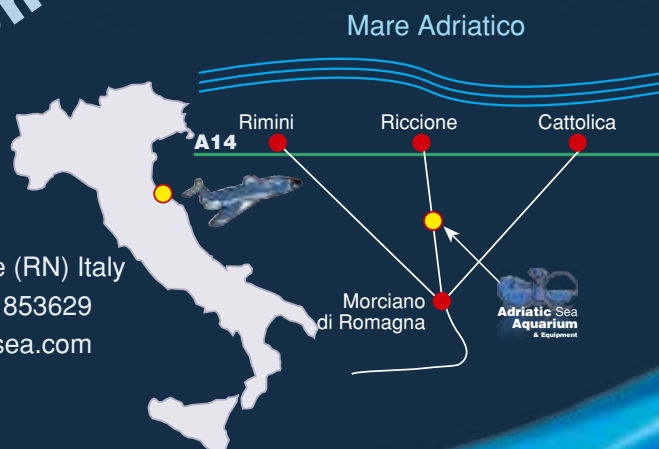 Mare Adriatico
Rimini
Riccione
Cattolica
A14
e (RN) Italy
853629
sea.com
Morciano
di Romagna
Adriatic Sea
Aquarium
& Equipment